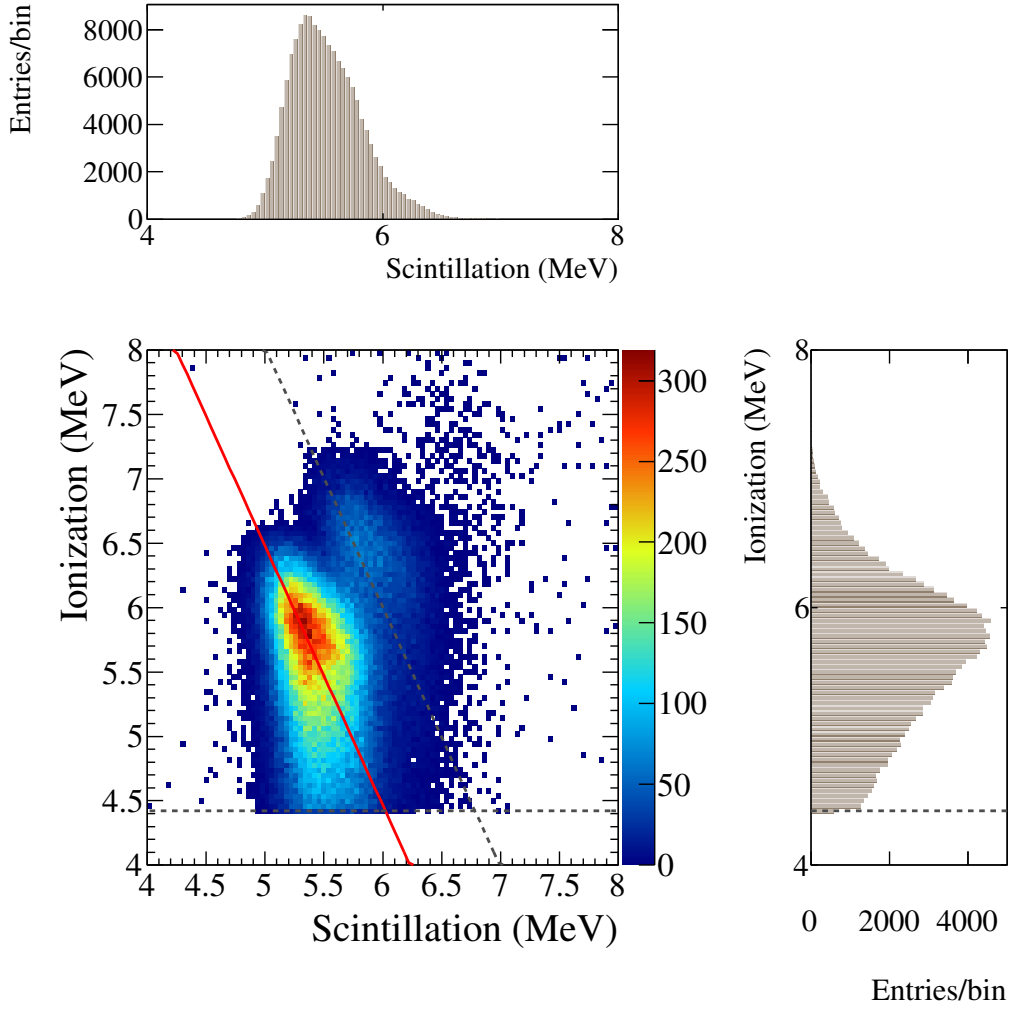 Entries/bin
8000
6000
4000
2000
0
4 6 8
Scintillation (MeV)
Ionization (MeV)
8
7.5
7
6.5
6
5.5
5
4.5
4
4 4.5 5 5.5 6 6.5 7 7.5 8
Scintillation (MeV)
300
250
200
150
100
50
0
Ionization (MeV)
8
6
4
0 2000 4000
Entries/bin